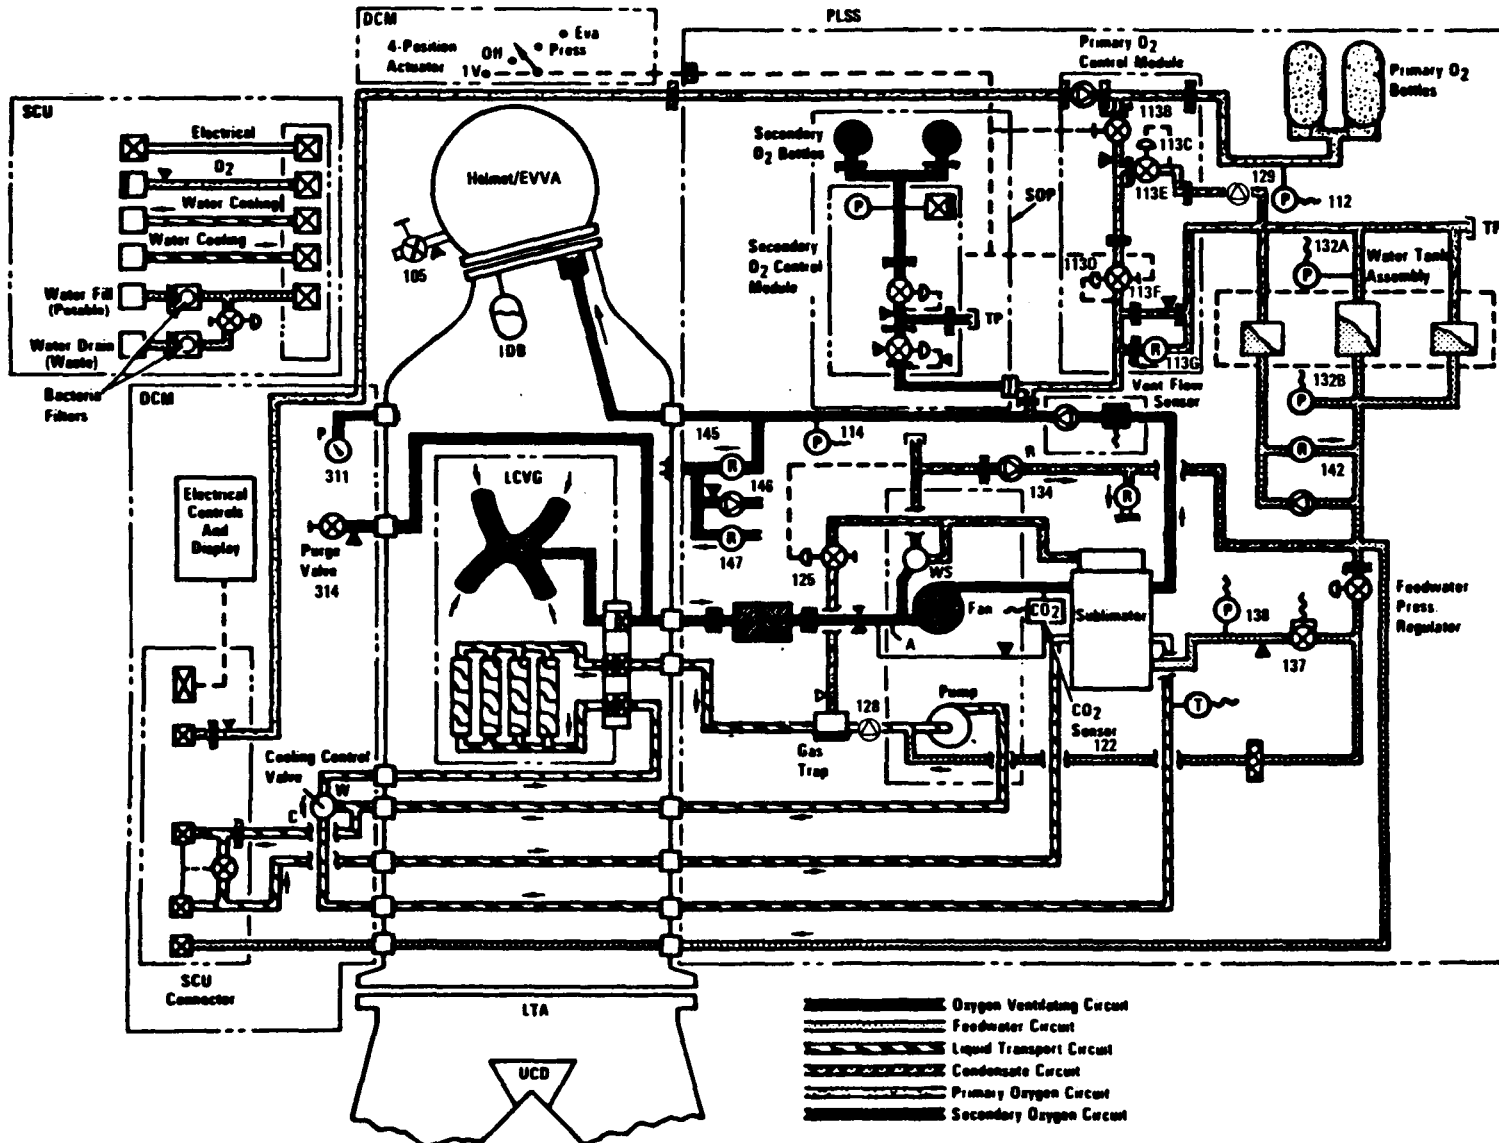 DCM
4-Position
Actuator
Off
1V
Eva
Press
PLSS
Primary O2
Control Module
Primary O2
Bottles
SCU
Electrical
O2
Water Cooling
Water Cooling
Water Fill
(Potable)
Water Drain
(Waste)
Bacteria
Filters
Helmet/EVVA
105
IDB
Secondary
O2 Bottles
P
SOP
Secondary
O2 Control
Module
TP
113B
113C
113E
113D
113F
R
113G
129
P
112
TP
132A
P
Water Tank
Assembly
132B
P
Vent Flow
Sensor
R
142
DCM
P
311
Electrical
Controls
And
Display
Purge
Valve
314
LCVG
145
R
146
R
147
P
114
R
134
R
125
WS
Fan
A
CO2
Sublimator
P
138
137
Feedwater
Press.
Regulator
Pump
128
Gas
Trap
CO2
Sensor
122
T
Cooling Control
Valve
W
C
SCU
Connector
LTA
UCD
Oxygen Ventilating Circuit
Feedwater Circuit
Liquid Transport Circuit
Condensate Circuit
Primary Oxygen Circuit
Secondary Oxygen Circuit